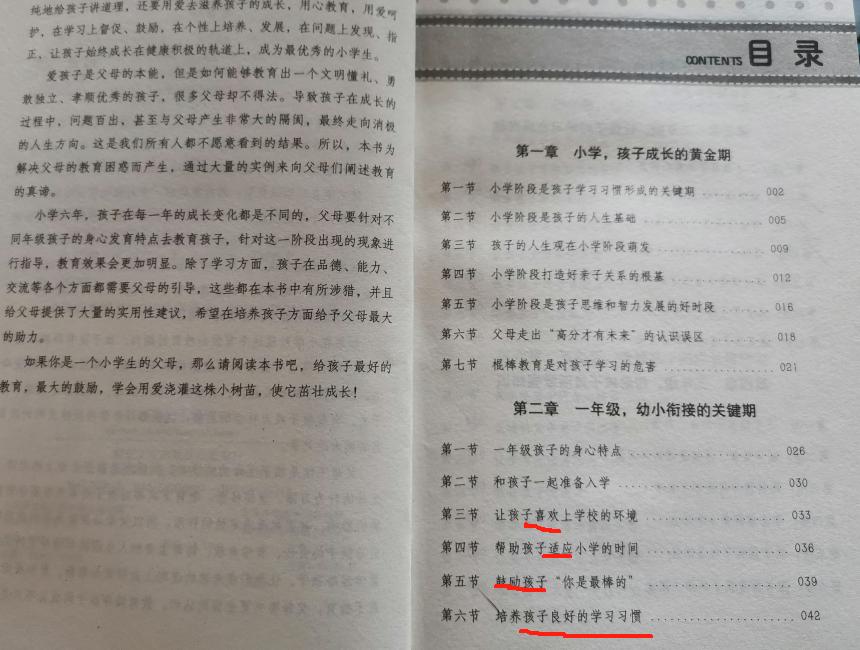 纯地给孩子讲道理，还要用爱去滋养孩子的成长，用心教育，用爱呵
护，在学习上督促、鼓励，在个性上培养、发展，在问题上发现、指
正，让孩子始终成长在健康积极的轨道上，成为最优秀的小学生。
爱孩子是父母的本能，但是如何能够教育出一个文明懂礼、勇
敢独立、孝顺优秀的孩子，很多父母却不得法。导致孩子在成长的
过程中，问题百出，甚至与父母产生非常大的隔阂，最终走向消极
的人生方向。这是我们所有人都不愿意看到的结果。所以，本书为
解决父母的教育困惑而产生，通过大量的实例来向父母们阐述教育
的真谛。
小学六年，孩子在每一年的成长变化都是不同的，父母要针对不
同年级孩子的身心发育特点去教育孩子，针对这一阶段出现的现象进
行指导，教育效果会更加明显。除了学习方面，孩子在品德、能力、
交流等各个方面都需要父母的引导，这些都在本书中有所涉猎，并且
给父母提供了大量的实用性建议，希望在培养孩子方面给予父母最大
的助力。
如果你是一个小学生的父母，那么请阅读本书吧，给孩子最好的
教育，最大的鼓励，学会用爱浇灌这株小树苗，使它茁壮成长！
CONTENTS 目 录
第一章 小学，孩子成长的黄金期
第一节 小学阶段是孩子学习习惯形成的关键期 ........... 002
第二节 小学阶段是孩子的人生基础 ........... 005
第三节 孩子的人生观在小学阶段萌发 ........... 009
第四节 小学阶段打造好亲子关系的根基 ........... 012
第五节 小学阶段是孩子思维和智力发展的好时段 ........... 016
第六节 父母走出“高分才有未来”的认识误区 ........... 018
第七节 棍棒教育是对孩子学习的危害 ........... 021
第二章 一年级，幼小衔接的关键期
第一节 一年级孩子的身心特点 ........... 026
第二节 和孩子一起准备入学 ........... 030
第三节 让孩子喜欢上学校的环境 ........... 033
第四节 帮助孩子适应小学的时间 ........... 036
第五节 鼓励孩子“你是最棒的” ........... 039
第六节 培养孩子良好的学习习惯 ........... 042